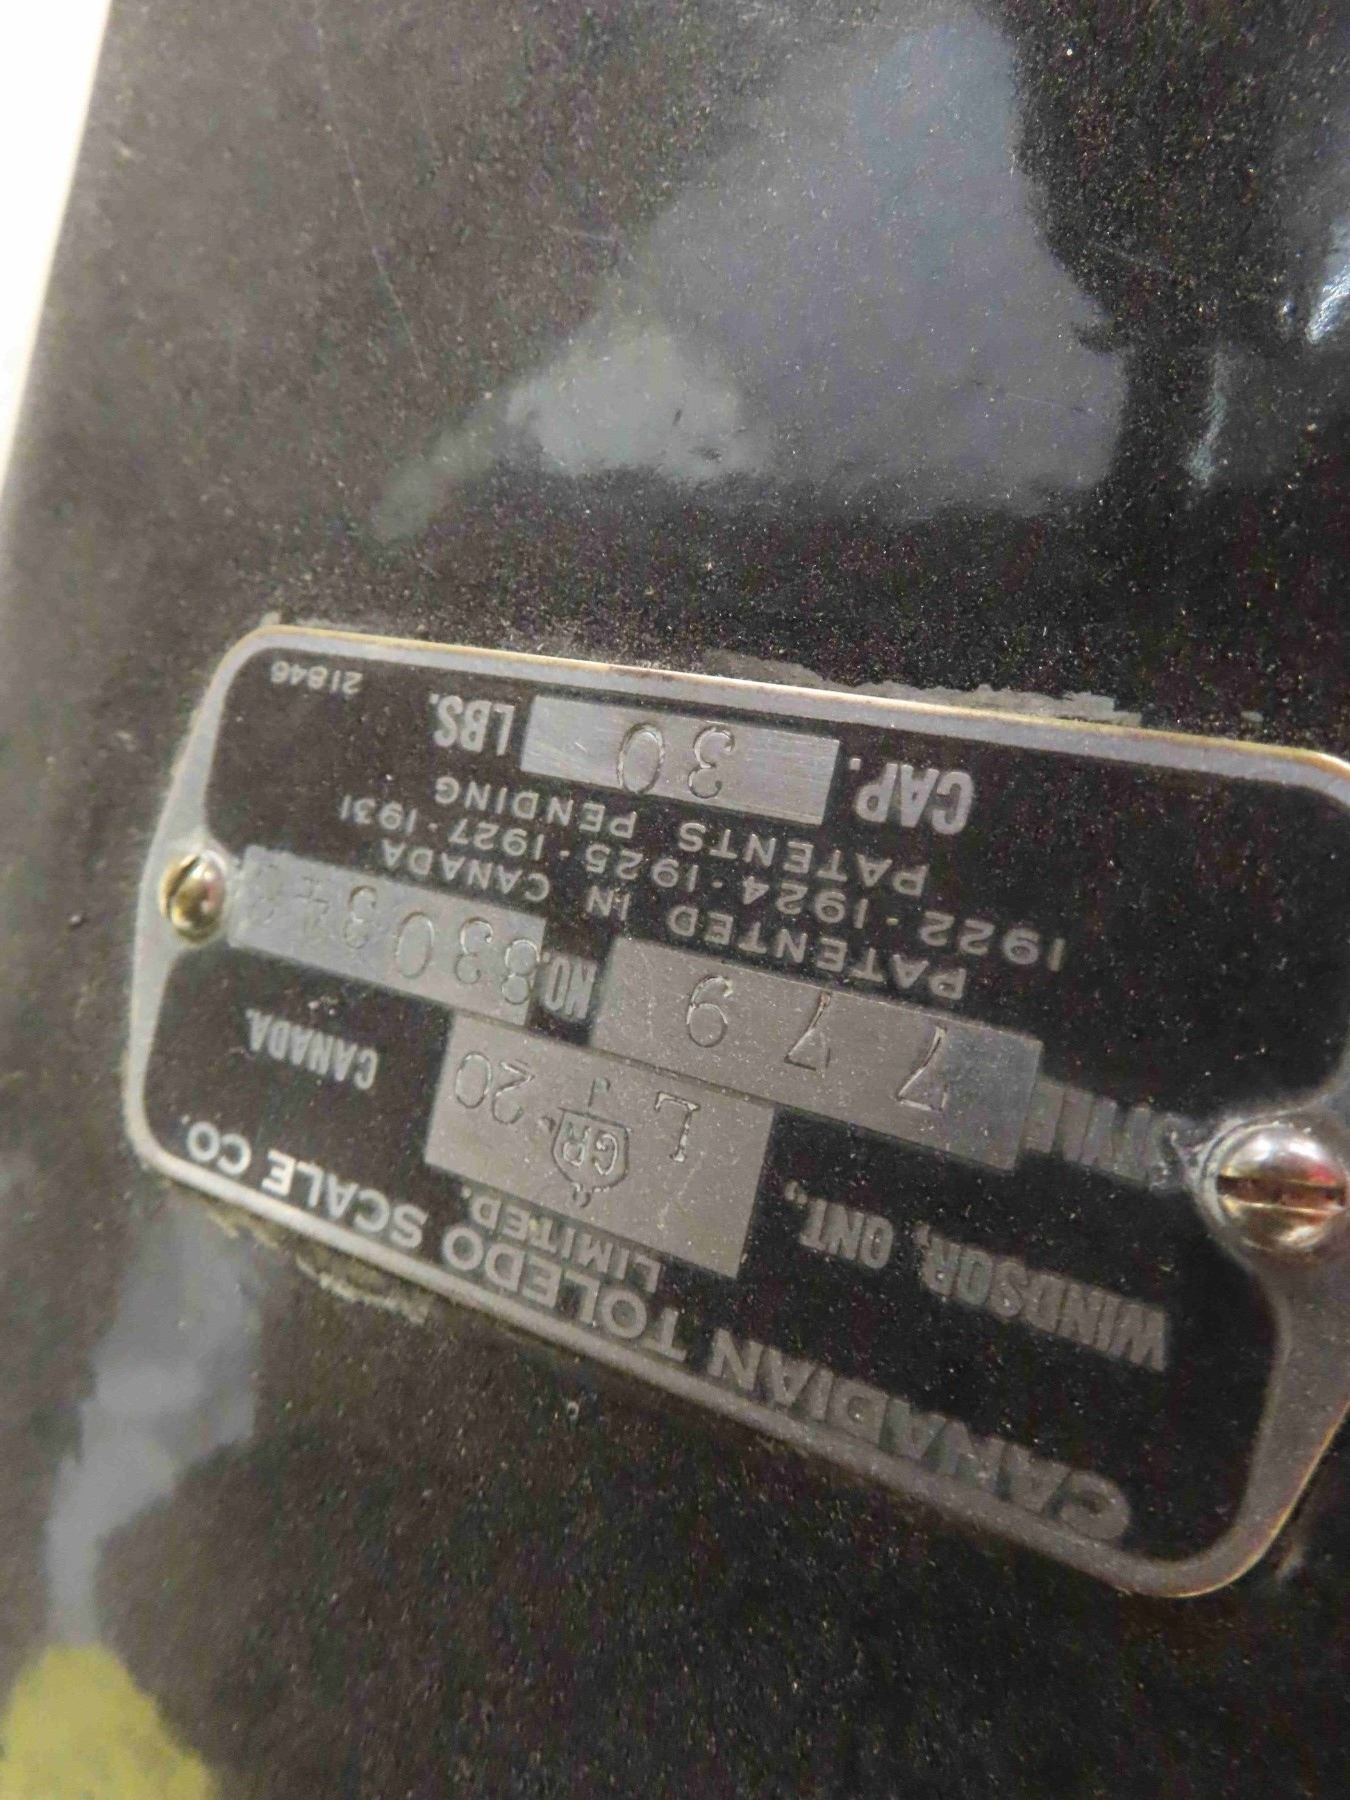 CANADIAN TOLEDO SCALE CO.
LIMITED.
WINDSOR, ONT., L GR J 20 CANADA.
STYLE 779 NO.
PATENTED IN CANADA
1922 - 1924 - 1925 - 1927 - 1931
PATENTS PENDING
CAP. 30 LBS.
21846